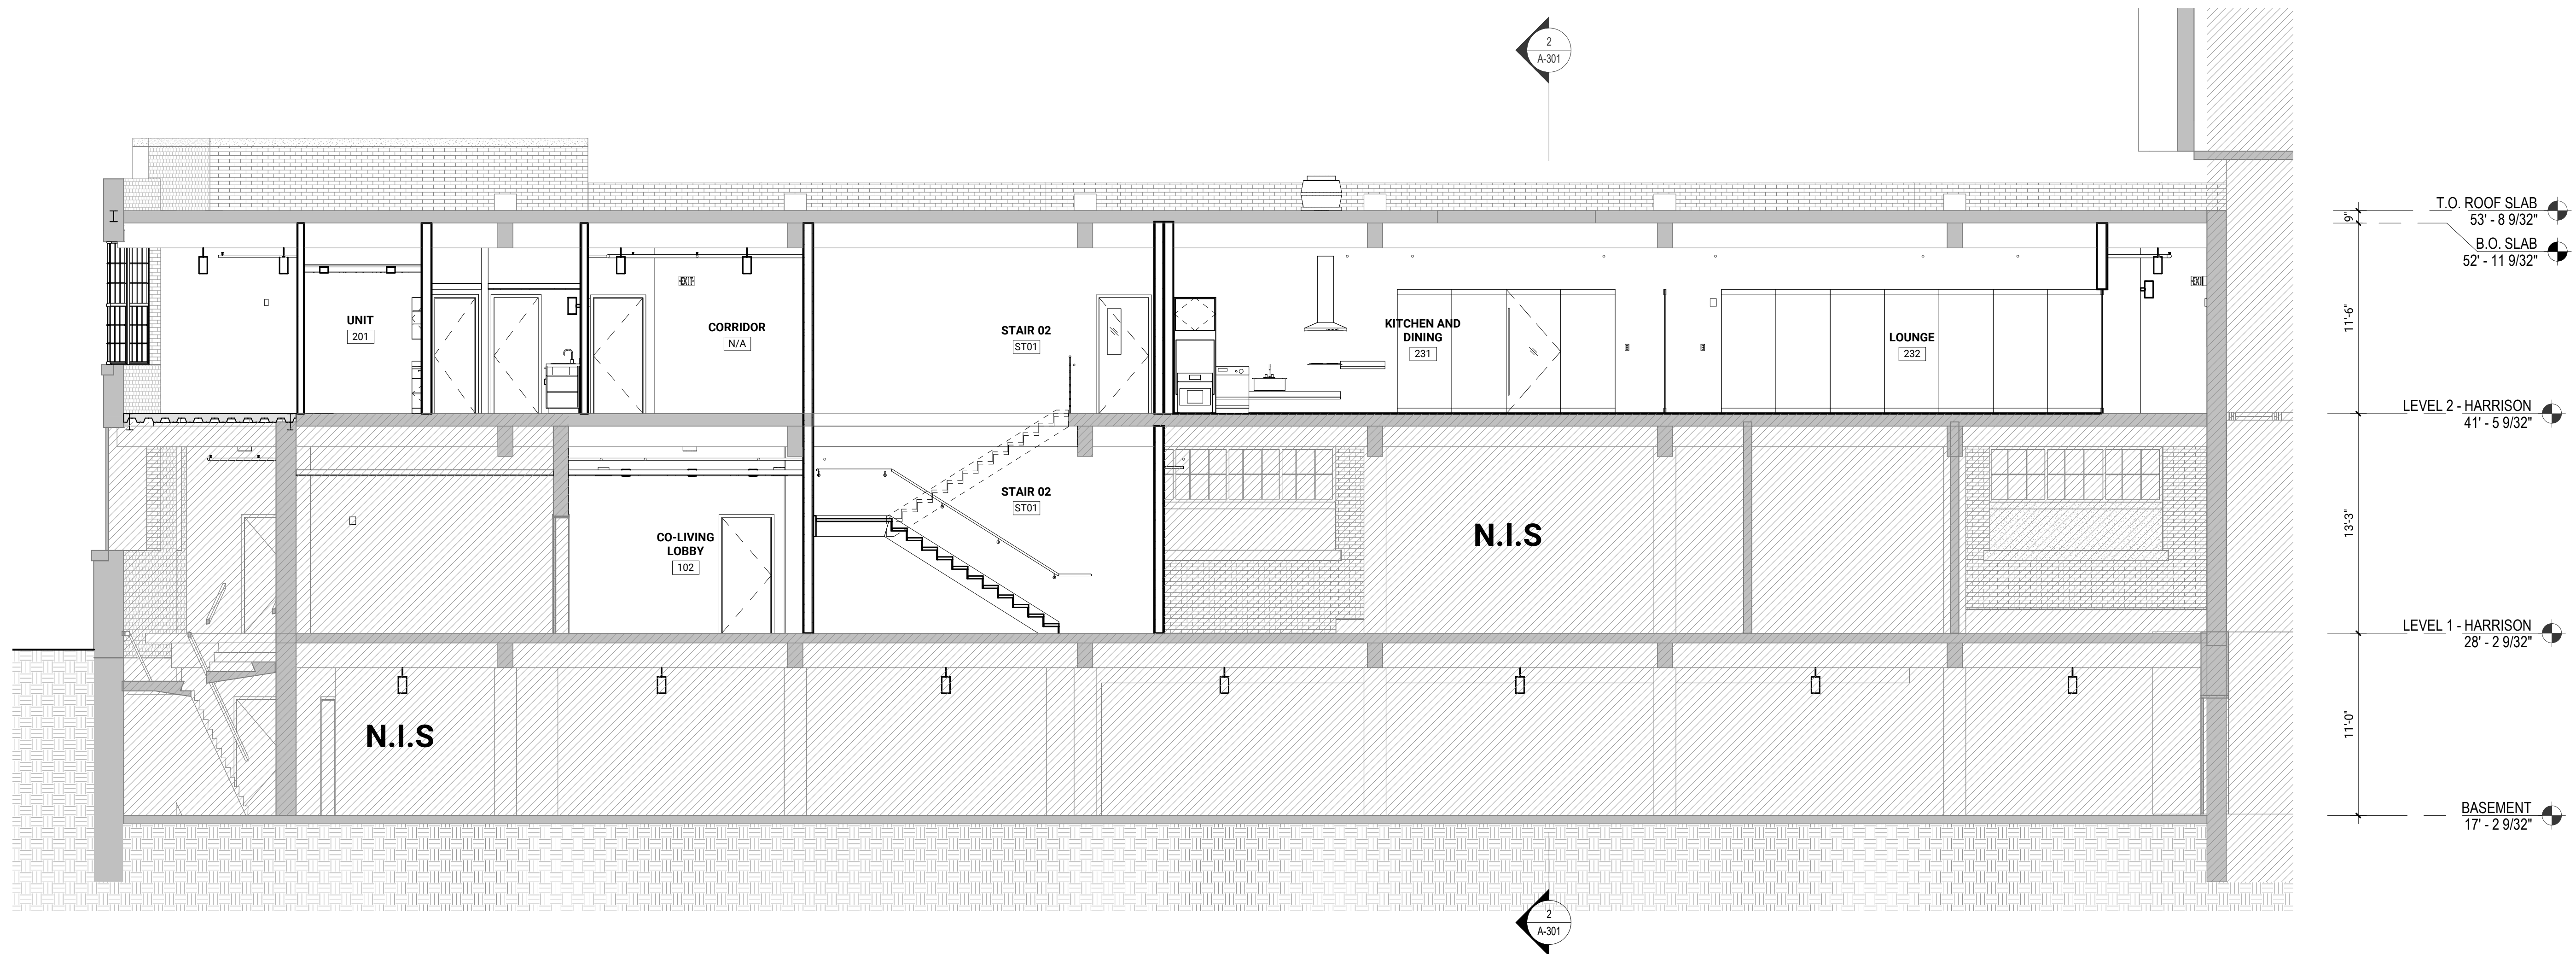 2
A-301
T.O. ROOF SLAB
53' - 8 9/32"
9"
B.O. SLAB
52' - 11 9/32"
EXIT
EXIT
UNIT
201
CORRIDOR
N/A
STAIR 02
ST01
KITCHEN AND
DINING
231
LOUNGE
232
11'-6"
LEVEL 2 - HARRISON
41' - 5 9/32"
STAIR 02
ST01
CO-LIVING
LOBBY
102
N.I.S
13'-3"
LEVEL 1 - HARRISON
28' - 2 9/32"
N.I.S
11'-0"
BASEMENT
17' - 2 9/32"
2
A-301